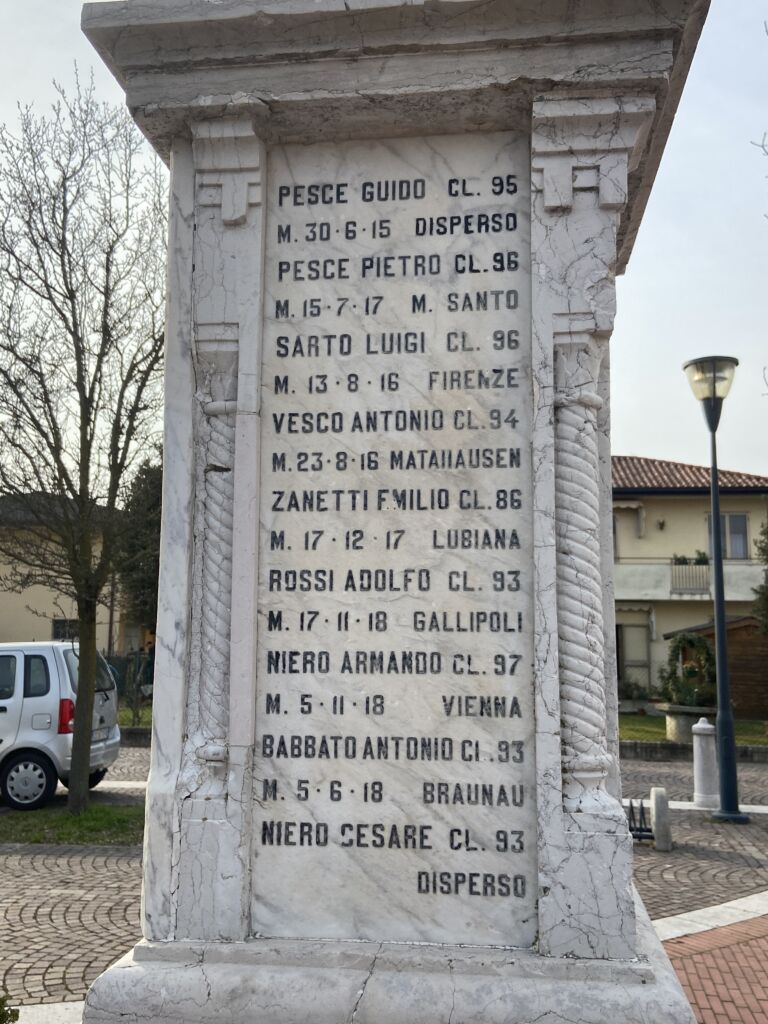 PESCE GUIDO CL. 95
M. 30·6·15 DISPERSO
PESCE PIETRO CL. 96
M. 15·7·17 M. SANTO
SARTO LUIGI CL. 96
M. 13·8·16 FIRENZE
VESCO ANTONIO CL. 94
M. 23·8·16 MATAHAUSEN
ZANETTI EMILIO CL. 86
M. 17·12·17 LUBIANA
ROSSI ADOLFO CL. 93
M. 17·11·18 GALLIPOLI
NIERO ARMANDO CL. 97
M. 5·11·18 VIENNA
BABBATO ANTONIO CL. 93
M. 5·6·18 BRAUNAU
NIERO CESARE CL. 93
DISPERSO